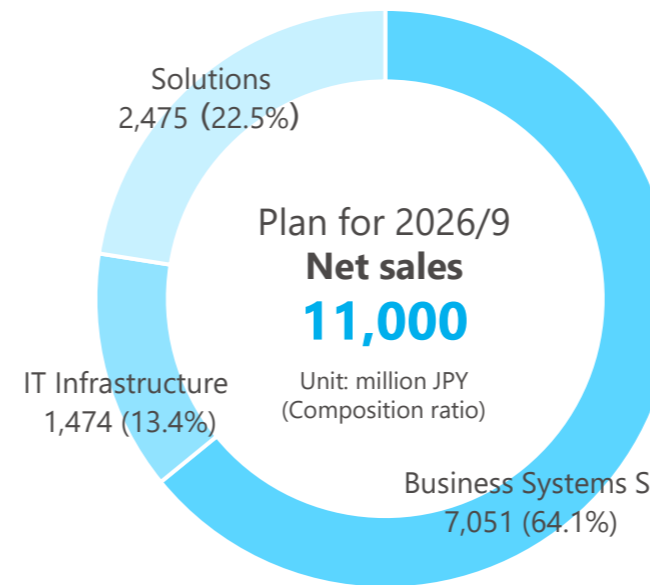 Solutions
2,475 (22.5%)
Plan for 2026/9
Net sales
11,000
Unit: million JPY
(Composition ratio)
IT Infrastructure
1,474 (13.4%)
Business Systems S
7,051 (64.1%)